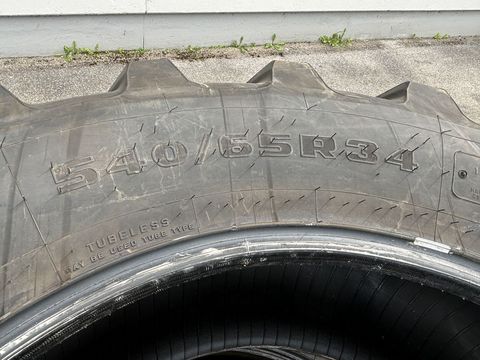 540/65R34
TUBELESS
MAY BE USED TUBE TYPE